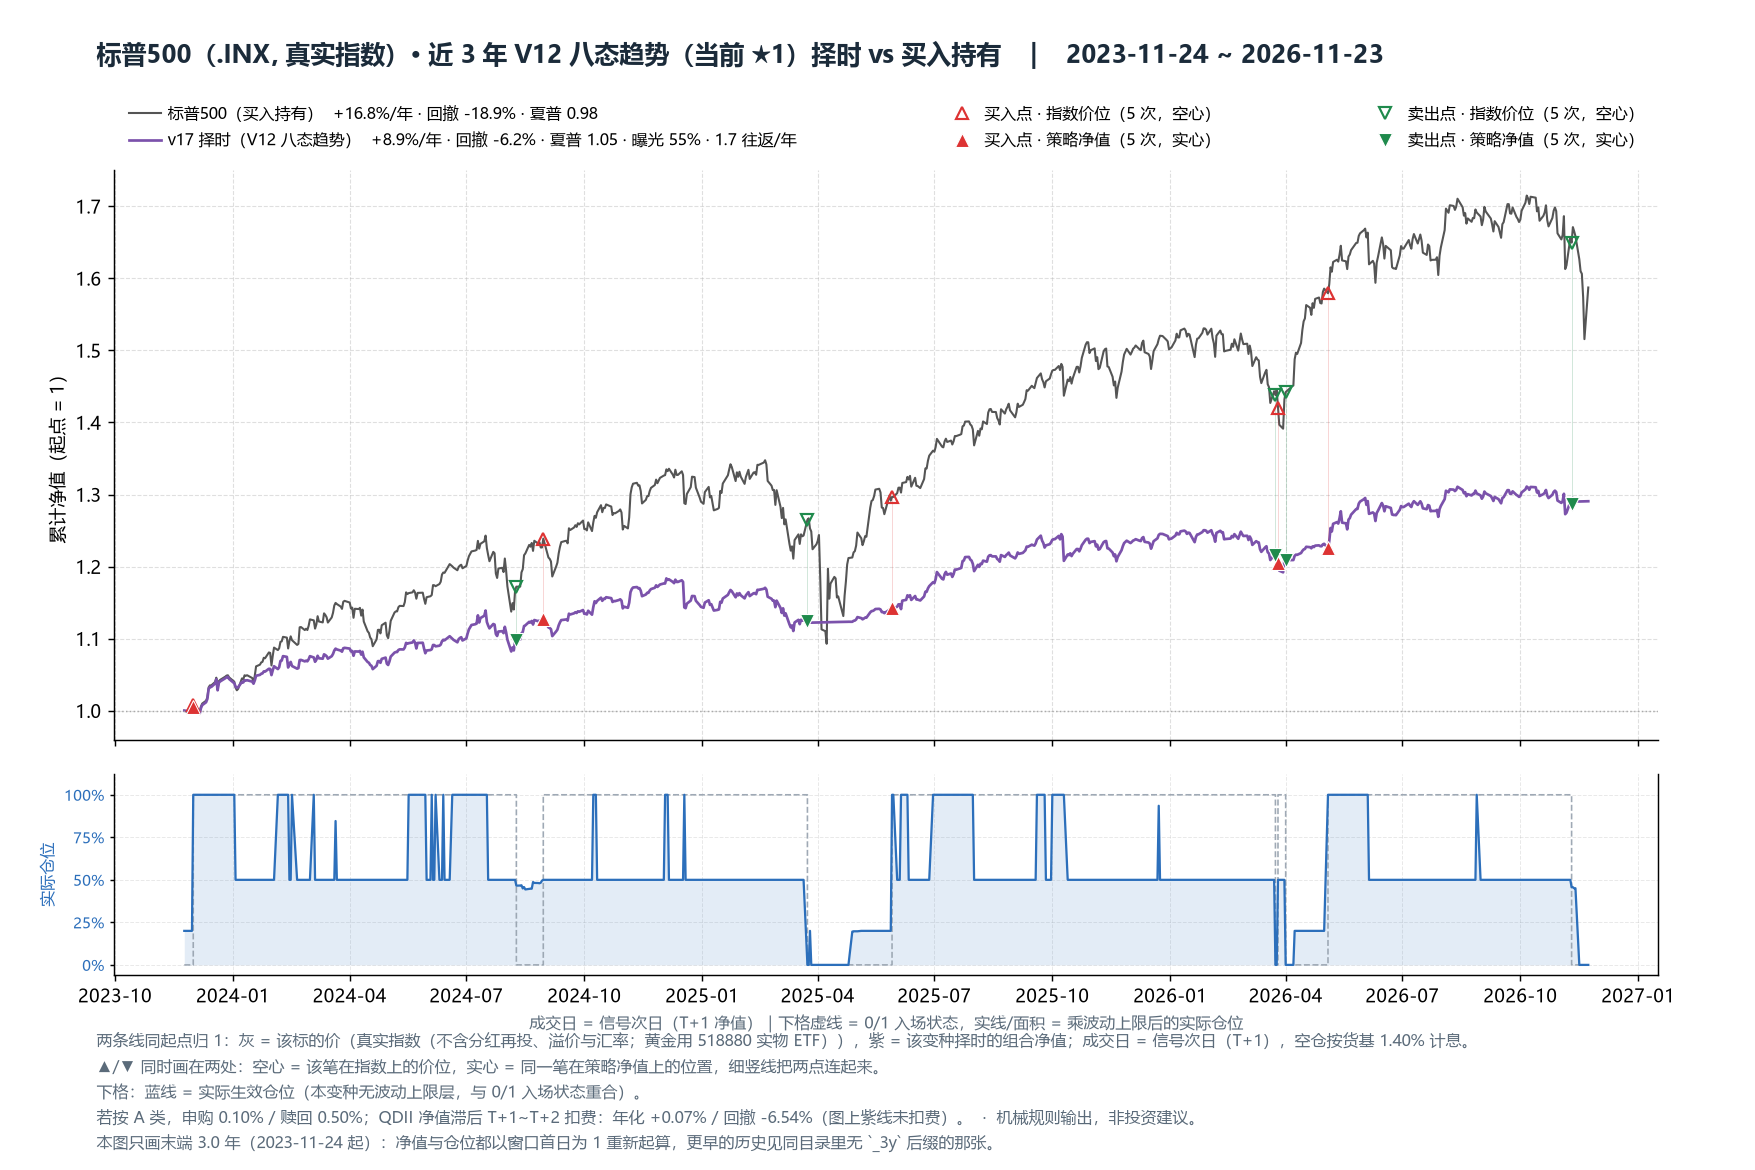 标普500（.INX, 真实指数）• 近 3 年 V12 八态趋势（当前 ★1）择时 vs 买入持有 | 2023-11-24 ~ 2026-11-23
标普500（买入持有） +16.8%/年 · 回撤 -18.9% · 夏普 0.98
v17 择时（V12 八态趋势） +8.9%/年 · 回撤 -6.2% · 夏普 1.05 · 曝光 55% · 1.7 往返/年
买入点 · 指数价位（5 次，空心）
买入点 · 策略净值（5 次，实心）
卖出点 · 指数价位（5 次，空心）
卖出点 · 策略净值（5 次，实心）
累计净值（起点 = 1）
1.7
1.6
1.5
1.4
1.3
1.2
1.1
1.0
实际仓位
100%
75%
50%
25%
0%
2023-10 2024-01 2024-04 2024-07 2024-10 2025-01 2025-04 2025-07 2025-10 2026-01 2026-04 2026-07 2026-10 2027-01
成交日 = 信号次日（T+1 净值）｜下格虚线 = 0/1 入场状态，实线/面积 = 乘波动上限后的实际仓位
两条线同起点归 1：灰 = 该标的价（真实指数（不含分红再投、溢价与汇率；黄金用 518880 实物 ETF）），紫 = 该变种择时的组合净值；成交日 = 信号次日（T+1），空仓按货基 1.40% 计息。
▲/▼ 同时画在两处：空心 = 该笔在指数上的价位，实心 = 同一笔在策略净值上的位置，细竖线把两点连起来。
下格：蓝线 = 实际生效仓位（本变种无波动上限层，与 0/1 入场状态重合）。
若按 A 类，申购 0.10% / 赎回 0.50%；QDII 净值滞后 T+1~T+2 扣费：年化 +0.07% / 回撤 -6.54%（图上紫线未扣费）。 · 机械规则输出，非投资建议。
本图只画末端 3.0 年（2023-11-24 起）：净值与仓位都以窗口首日为 1 重新起算，更早的历史见同目录里无 `_3y` 后缀的那张。